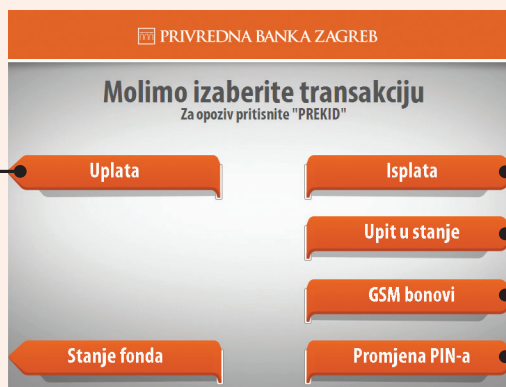 PRIVREDNA BANKA ZAGREB
Molimo izaberite transakciju
Za opoziv pritisnite "PREKID"
Uplata
Isplata
Upit u stanje
GSM bonovi
Stanje fonda
Promjena PIN-a